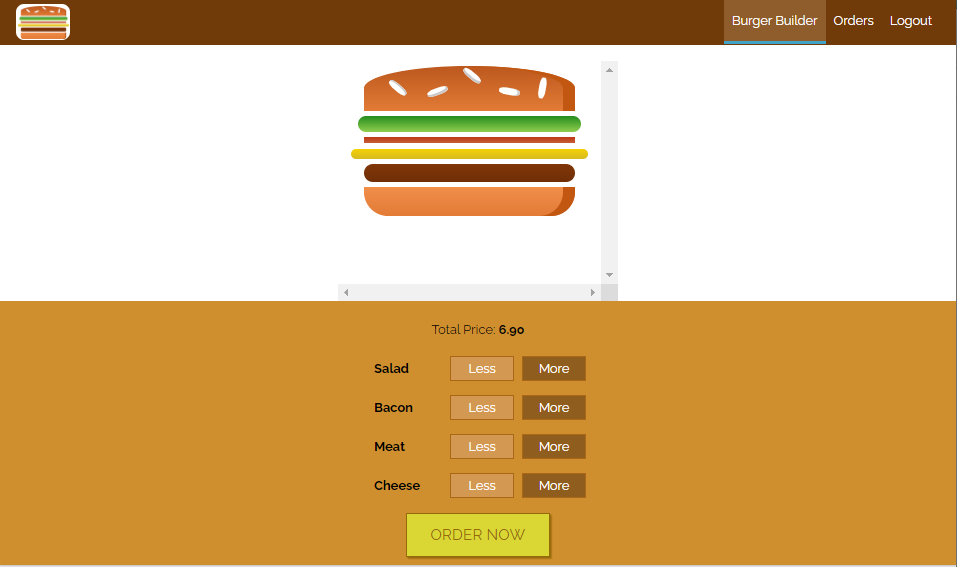 Burger Builder Orders Logout
Total Price: 6.90
Salad Less More
Bacon Less More
Meat Less More
Cheese Less More
ORDER NOW